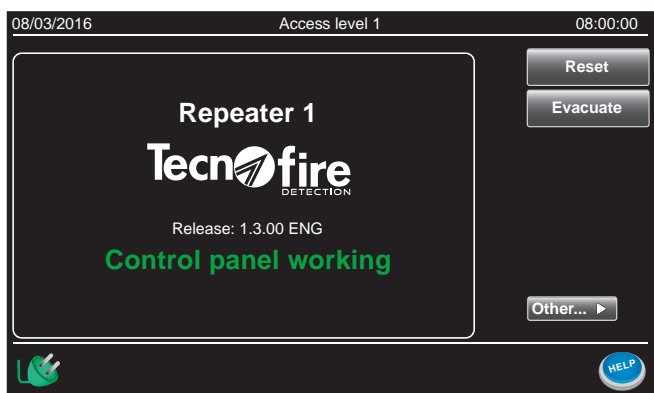 08/03/2016 Access level 1 08:00:00
Reset
Evacuate
Repeater 1
Tecnofire
DETECTION
Release: 1.3.00 ENG
Control panel working
Other...
HELP